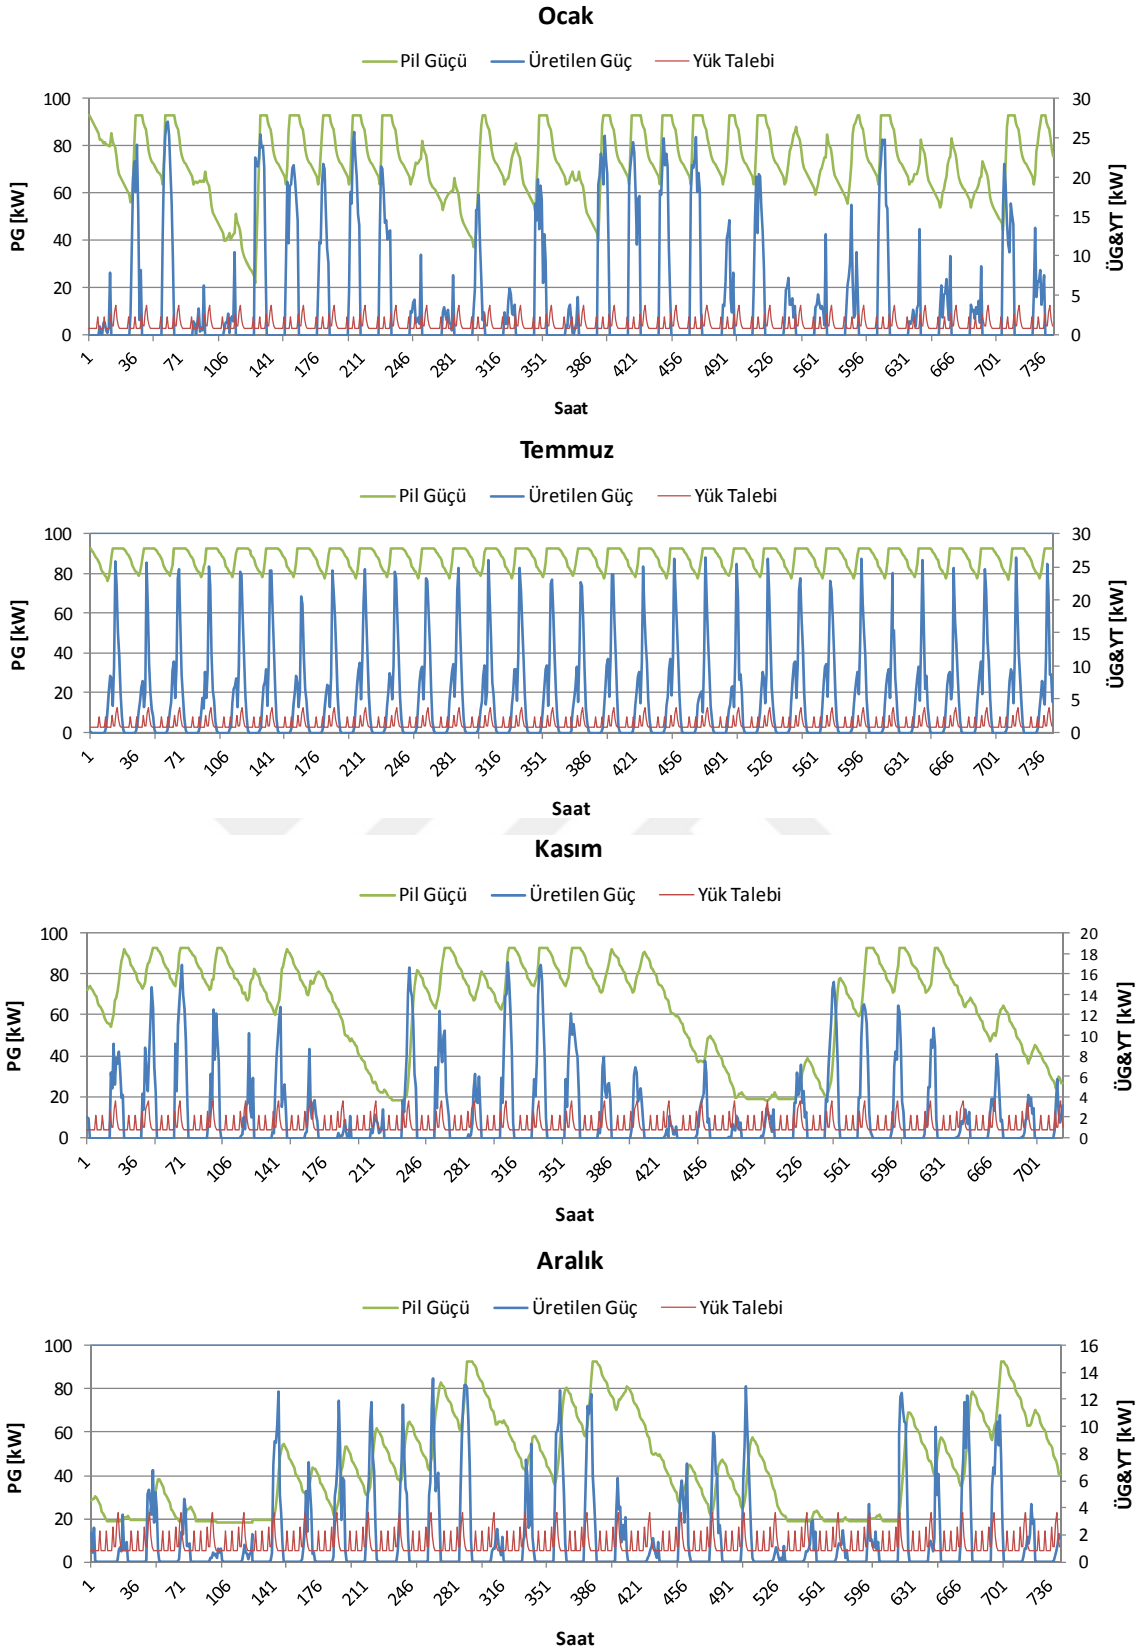 Ocak
Pil Güçü Üretilen Güç Yük Talebi
100 80 60 40 20 0
PG [kW]
30 25 20 15 10 5 0
ÜG&YT [kW]
1 36 71 106 141 176 211 246 281 316 351 386 421 456 491 526 561 596 631 666 701 736
Saat
Temmuz
Pil Güçü Üretilen Güç Yük Talebi
100 80 60 40 20 0
PG [kW]
30 25 20 15 10 5 0
ÜG&YT [kW]
1 36 71 106 141 176 211 246 281 316 351 386 421 456 491 526 561 596 631 666 701 736
Saat
Kasım
Pil Güçü Üretilen Güç Yük Talebi
100 80 60 40 20 0
PG [kW]
20 18 16 14 12 10 8 6 4 2 0
ÜG&YT [kW]
1 36 71 106 141 176 211 246 281 316 351 386 421 456 491 526 561 596 631 666 701
Saat
Aralık
Pil Güçü Üretilen Güç Yük Talebi
100 80 60 40 20 0
PG [kW]
16 14 12 10 8 6 4 2 0
ÜG&YT [kW]
1 36 71 106 141 176 211 246 281 316 351 386 421 456 491 526 561 596 631 666 701 736
Saat